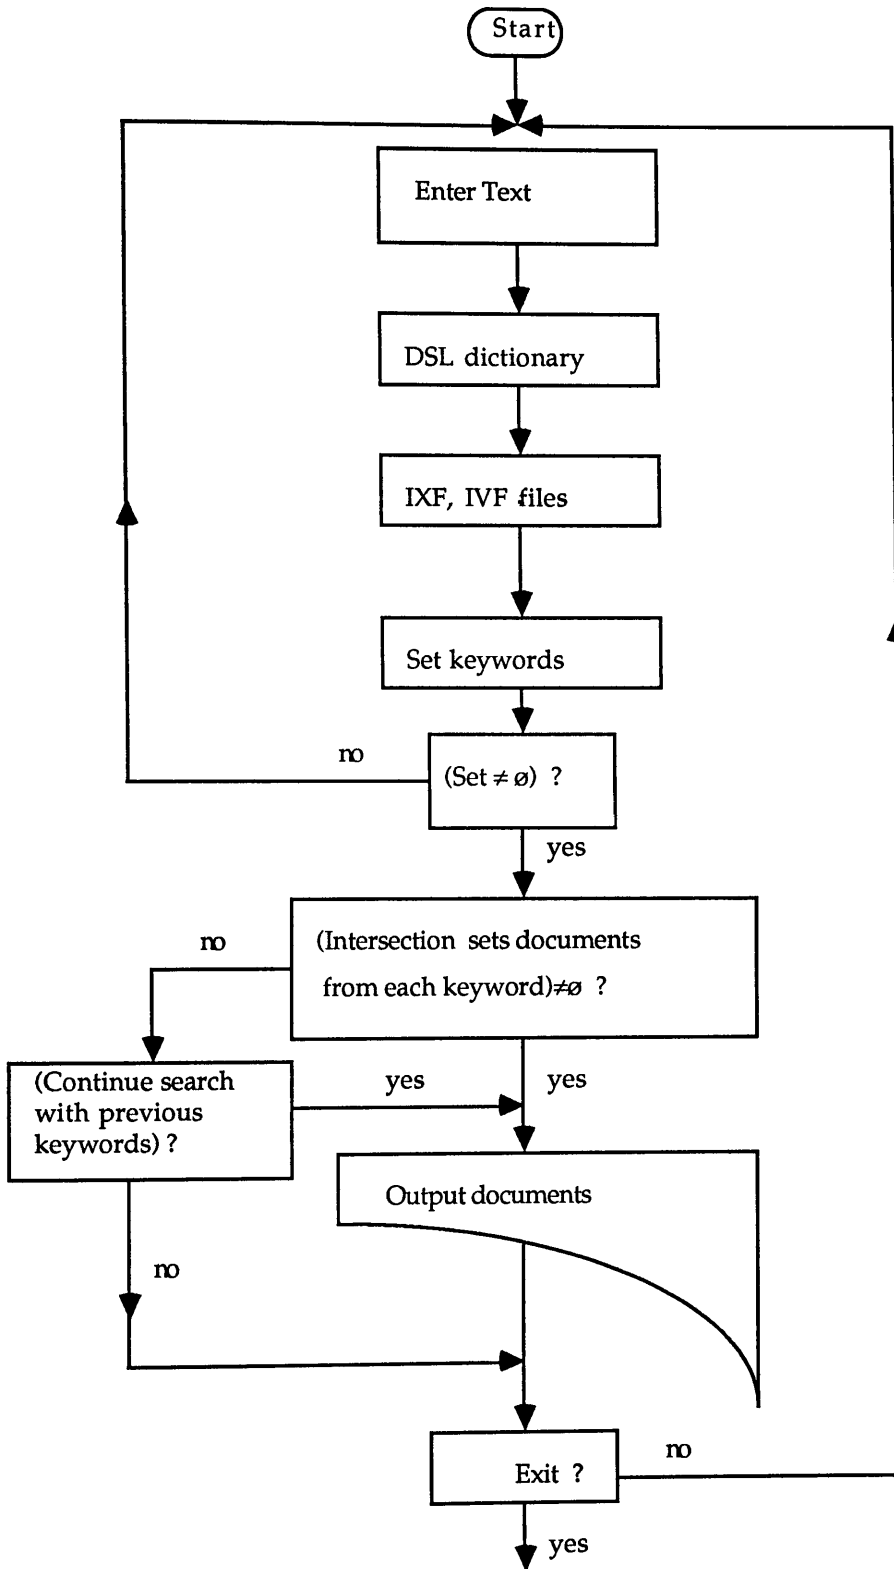 Start
Enter Text
DSL dictionary
IXF, IVF files
Set keywords
no
(Set ≠ ø) ?
yes
no
(Intersection sets documents
from each keyword)≠ø ?
(Continue search
with previous
keywords) ?
yes
yes
Output documents
no
Exit ?
no
yes